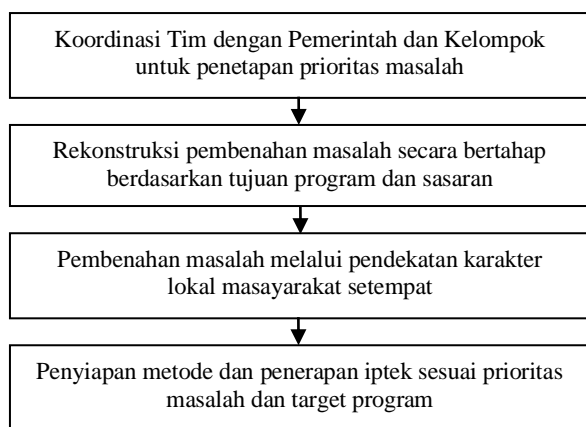 Koordinasi Tim dengan Pemerintah dan Kelompok
untuk penetapan prioritas masalah
Rekonstruksi pembenahan masalah secara bertahap
berdasarkan tujuan program dan sasaran
Pembenahan masalah melalui pendekatan karakter
lokal masayarakat setempat
Penyiapan metode dan penerapan iptek sesuai prioritas
masalah dan target program